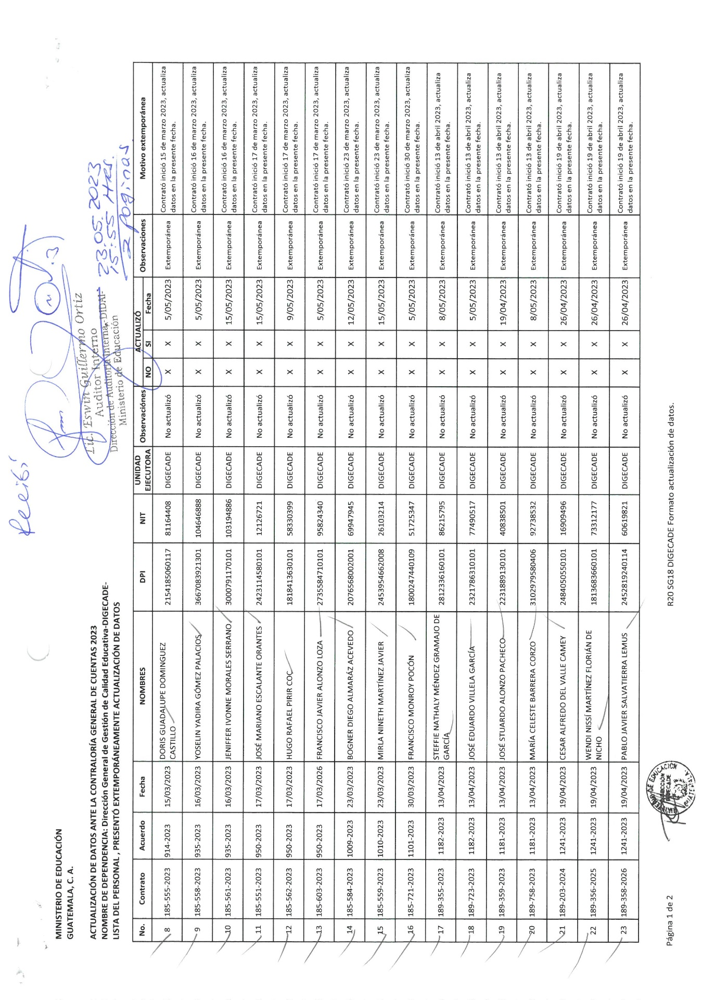 Recibí
N..3
MINISTERIO DE EDUCACIÓN
GUATEMALA, C. A.
Lic. Eswin Guillermo Ortiz
Auditor Interno
Dirección de Auditoría Interna -DIDAI-
Ministerio de Educación
23.05.2023
15:55 Hrs.
2 paginas
ACTUALIZACIÓN DE DATOS ANTE LA CONTRALORÍA GENERAL DE CUENTAS 2023
NOMBRE DE DEPENDENCIA: Dirección General de Gestión de Calidad Educativa-DIGECADE-
LISTA DEL PERSONAL , PRESENTÓ EXTEMPORÁNEAMENTE ACTUALIZACIÓN DE DATOS
No. Contrato Acuerdo Fecha NOMBRES DPI NIT UNIDAD EJECUTORA Observaciónes ACTUALIZÓ NO SI Fecha Observaciones Motivo extemporánea
8 185-555-2023 914-2023 15/03/2023 DORIS GUADALUPE DOMINGUEZ CASTILLO 2154185060117 81164408 DIGECADE No actualizó X X 5/05/2023 Extemporánea Contrató inició 15 de marzo 2023, actualiza datos en la presente fecha.
9 185-558-2023 935-2023 16/03/2023 YOSELIN YADIRA GÓMEZ PALACIOS 3667083921301 104646888 DIGECADE No actualizó X X 5/05/2023 Extemporánea Contrató inició 16 de marzo 2023, actualiza datos en la presente fecha.
10 185-561-2023 935-2023 16/03/2023 JENIFFER IVONNE MORALES SERRANO 3000791170101 103194886 DIGECADE No actualizó X X 15/05/2023 Extemporánea Contrató inició 16 de marzo 2023, actualiza datos en la presente fecha.
11 185-551-2023 950-2023 17/03/2023 JOSÉ MARIANO ESCALANTE ORANTES 2423114580101 12126721 DIGECADE No actualizó X X 15/05/2023 Extemporánea Contrató inició 17 de marzo 2023, actualiza datos en la presente fecha.
12 185-562-2023 950-2023 17/03/2023 HUGO RAFAEL PIRIR COC 1818413630101 58330399 DIGECADE No actualizó X X 9/05/2023 Extemporánea Contrató inició 17 de marzo 2023, actualiza datos en la presente fecha.
13 185-603-2023 950-2023 17/03/2026 FRANCISCO JAVIER ALONZO LOZA 2735584710101 95824340 DIGECADE No actualizó X X 5/05/2023 Extemporánea Contrató inició 17 de marzo 2023, actualiza datos en la presente fecha.
14 185-584-2023 1009-2023 23/03/2023 BOGNER DIEGO ALMARÁZ ACEVEDO 2076568002001 69947945 DIGECADE No actualizó X X 12/05/2023 Extemporánea Contrató inició 23 de marzo 2023, actualiza datos en la presente fecha.
15 185-559-2023 1010-2023 23/03/2023 MIRLA NINETH MARTÍNEZ JAVIER 2453954662008 26103214 DIGECADE No actualizó X X 15/05/2023 Extemporánea Contrató inició 23 de marzo 2023, actualiza datos en la presente fecha.
16 185-721-2023 1101-2023 30/03/2023 FRANCISCO MONROY POCÓN 1800247440109 51725347 DIGECADE No actualizó X X 5/05/2023 Extemporánea Contrató inició 30 de marzo 2023, actualiza datos en la presente fecha.
17 189-355-2023 1182-2023 13/04/2023 STEFFIE NATHALY MÉNDEZ GRAMAJO DE GARCÍA 2812336160101 86215795 DIGECADE No actualizó X X 8/05/2023 Extemporánea Contrató inició 13 de abril 2023, actualiza datos en la presente fecha.
18 189-723-2023 1182-2023 13/04/2023 JOSÉ EDUARDO VILLELA GARCÍA 2321786310101 77490517 DIGECADE No actualizó X X 5/05/2023 Extemporánea Contrató inició 13 de abril 2023, actualiza datos en la presente fecha.
19 189-359-2023 1181-2023 13/04/2023 JOSÉ STUARDO ALONZO PACHECO 2231889130101 40838501 DIGECADE No actualizó X X 19/04/2023 Extemporánea Contrató inició 13 de abril 2023, actualiza datos en la presente fecha.
20 189-758-2023 1181-2023 13/04/2023 MARÍA CELESTE BARRERA CORZO 3102979580406 92738532 DIGECADE No actualizó X X 8/05/2023 Extemporánea Contrató inició 13 de abril 2023, actualiza datos en la presente fecha.
21 189-203-2024 1241-2023 19/04/2023 CESAR ALFREDO DEL VALLE CAMEY 2484050550101 16909496 DIGECADE No actualizó X X 26/04/2023 Extemporánea Contrató inició 19 de abril 2023, actualiza datos en la presente fecha.
22 189-356-2025 1241-2023 19/04/2023 WENDI NISSÍ MARTÍNEZ FLORIÁN DE NICHO 1813683660101 73312177 DIGECADE No actualizó X X 26/04/2023 Extemporánea Contrató inició 19 de abril 2023, actualiza datos en la presente fecha.
23 189-358-2026 1241-2023 19/04/2023 PABLO JAVIER SALVATIERRA LEMUS 2452819240114 60619821 DIGECADE No actualizó X X 26/04/2023 Extemporánea Contrató inició 19 de abril 2023, actualiza datos en la presente fecha.
DIRECCIÓN
DIGECADE
Página 1 de 2
R20 SG18 DIGECADE Formato actualización de datos.